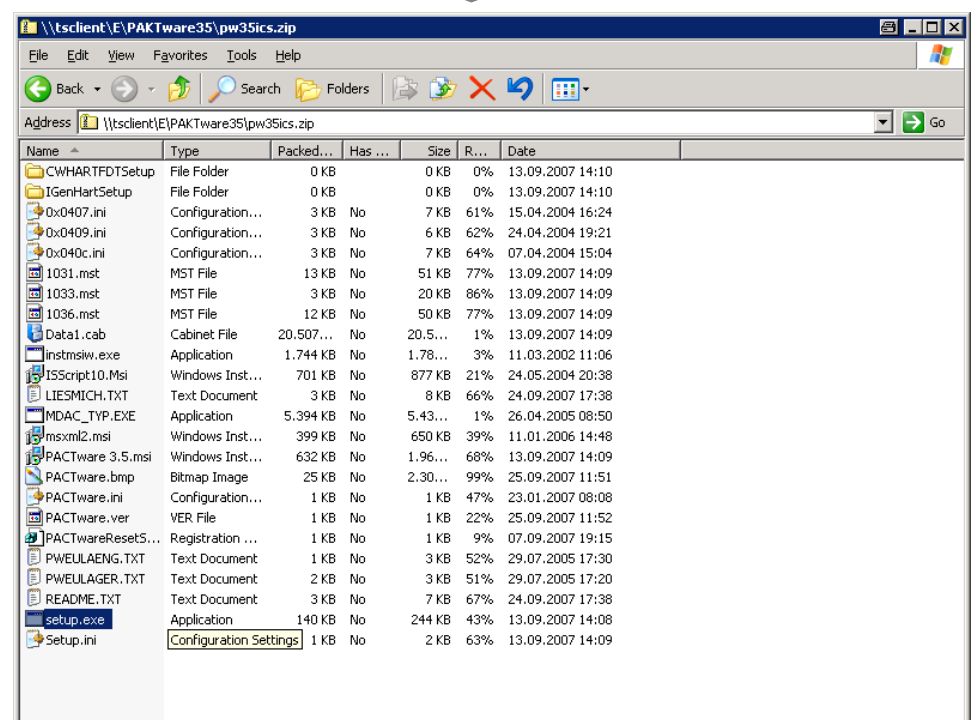 \\tsclient\E\PAKTware35\pw35ics.zip
File Edit View Favorites Tools Help
Back Search Folders
Address \\tsclient\E\PAKTware35\pw35ics.zip Go
Name Type Packed... Has ... Size R... Date
CWHARTFDTSetup File Folder 0 KB 0 KB 0% 13.09.2007 14:10
IGenHartSetup File Folder 0 KB 0 KB 0% 13.09.2007 14:10
0x0407.ini Configuration... 3 KB No 7 KB 61% 15.04.2004 16:24
0x0409.ini Configuration... 3 KB No 6 KB 62% 24.04.2004 19:21
0x040c.ini Configuration... 3 KB No 7 KB 64% 07.04.2004 15:04
1031.mst MST File 13 KB No 51 KB 77% 13.09.2007 14:09
1033.mst MST File 3 KB No 20 KB 86% 13.09.2007 14:09
1036.mst MST File 12 KB No 50 KB 77% 13.09.2007 14:09
Data1.cab Cabinet File 20.507... No 20.5... 1% 13.09.2007 14:09
instmsiw.exe Application 1.744 KB No 1.78... 3% 11.03.2002 11:06
ISScript10.Msi Windows Inst... 701 KB No 877 KB 21% 24.05.2004 20:38
LIESMICH.TXT Text Document 3 KB No 8 KB 66% 24.09.2007 17:38
MDAC_TYP.EXE Application 5.394 KB No 5.43... 1% 26.04.2005 08:50
msxml2.msi Windows Inst... 399 KB No 650 KB 39% 11.01.2006 14:48
PACTware 3.5.msi Windows Inst... 632 KB No 1.96... 68% 13.09.2007 14:09
PACTware.bmp Bitmap Image 25 KB No 2.30... 99% 25.09.2007 11:51
PACTware.ini Configuration... 1 KB No 1 KB 47% 23.01.2007 08:08
PACTware.ver VER File 1 KB No 1 KB 22% 25.09.2007 11:52
PACTwareResetS... Registration ... 1 KB No 1 KB 9% 07.09.2007 19:15
PWEULAENG.TXT Text Document 1 KB No 3 KB 52% 29.07.2005 17:30
PWEULAGER.TXT Text Document 2 KB No 3 KB 51% 29.07.2005 17:20
README.TXT Text Document 3 KB No 7 KB 67% 24.09.2007 17:38
setup.exe Application 140 KB No 244 KB 43% 13.09.2007 14:08
Setup.ini Configuration Settings 1 KB No 2 KB 63% 13.09.2007 14:09